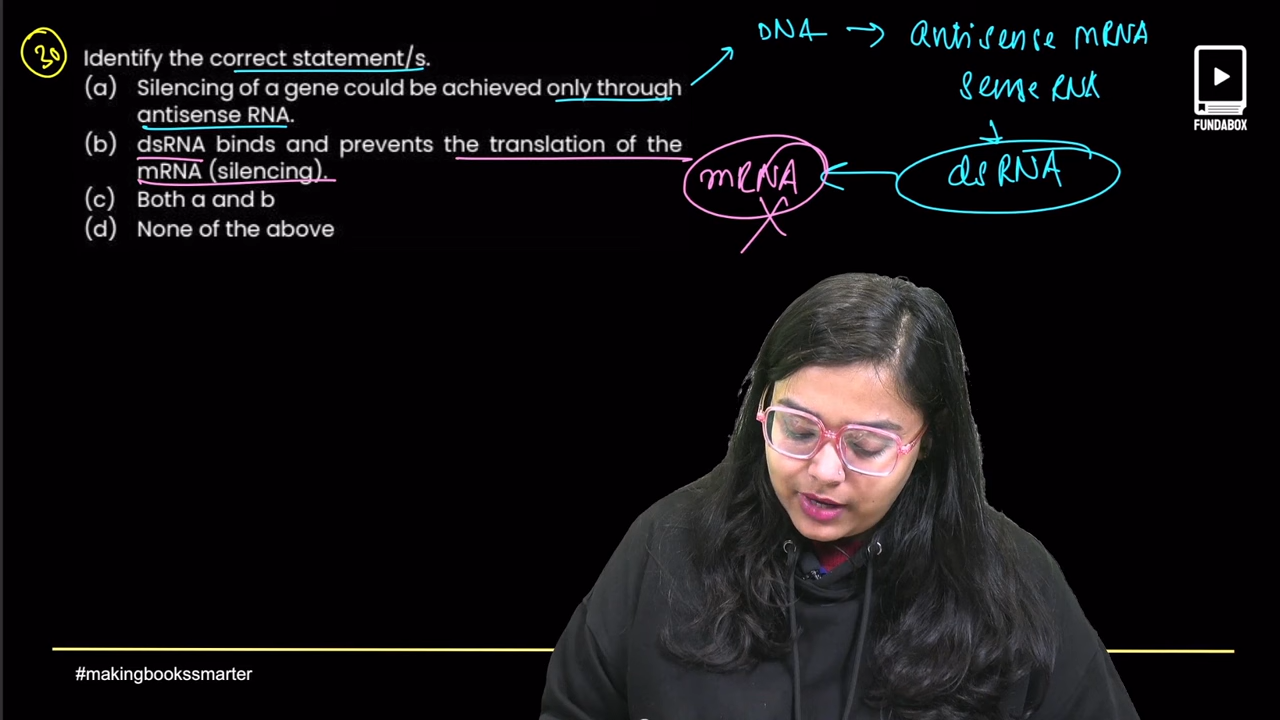 30
Identify the correct statement/s.
(a) Silencing of a gene could be achieved only through
antisense RNA.
(b) dsRNA binds and prevents the translation of the
mRNA (silencing).
(c) Both a and b
(d) None of the above
DNA → Antisense mRNA
Sense RNA
dsRNA
mRNA
FUNDABOX
#makingbookssmarter